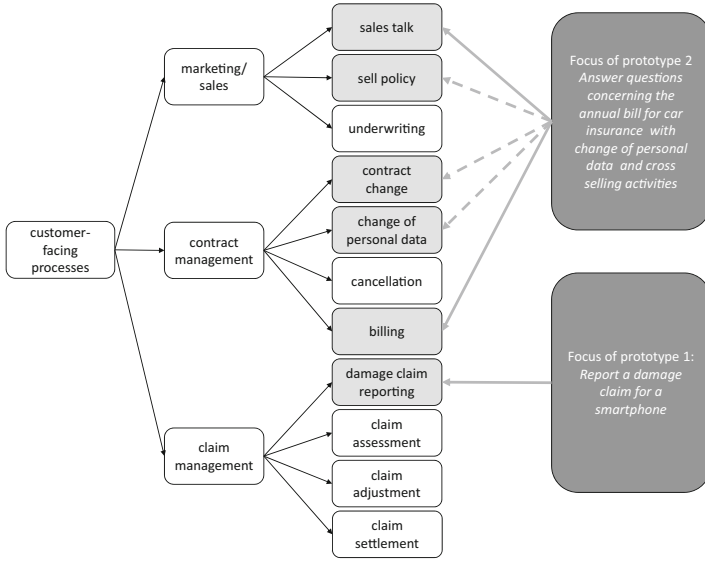 customer-
facing
processes
marketing/
sales
contract
management
claim
management
sales talk
sell policy
underwriting
contract
change
change of
personal data
cancellation
billing
damage claim
reporting
claim
assessment
claim
adjustment
claim
settlement
Focus of prototype 2
Answer questions
concerning the
annual bill for car
insurance with
change of personal
data and cross
selling activities
Focus of prototype 1:
Report a damage
claim for a
smartphone